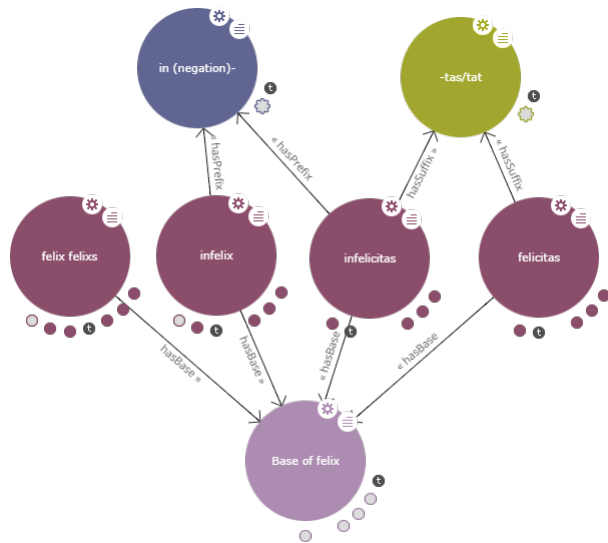 in (negation)-
-tas/tat
t
t
« hasPrefix
« hasPrefix
hasSuffix »
« hasSuffix
felix felixs
infelix
infelicitas
felicitas
t
t
t
t
hasBase »
hasBase »
« hasBase
« hasBase
Base of felix
t